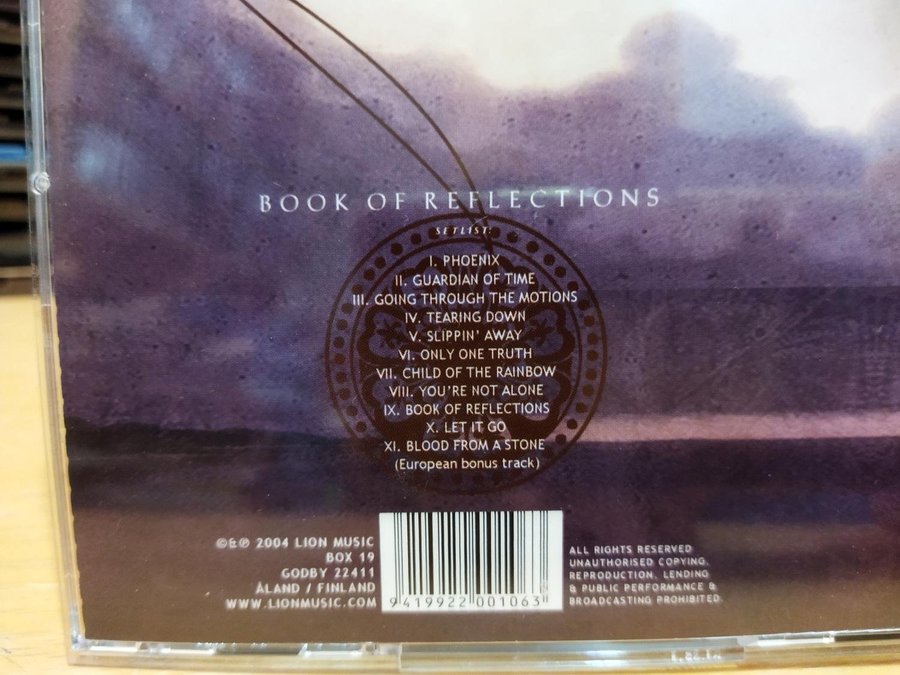 BOOK OF REFLECTIONS
SETLIST:
I. PHOENIX
II. GUARDIAN OF TIME
III. GOING THROUGH THE MOTIONS
IV. TEARING DOWN
V. SLIPPIN' AWAY
VI. ONLY ONE TRUTH
VII. CHILD OF THE RAINBOW
VIII. YOU'RE NOT ALONE
IX. BOOK OF REFLECTIONS
X. LET IT GO
XI. BLOOD FROM A STONE
(European bonus track)
©&℗ 2004 LION MUSIC
BOX 19
GODBY 22411
ÅLAND / FINLAND
WWW.LIONMUSIC.COM
9 419922 001063
ALL RIGHTS RESERVED
UNAUTHORISED COPYING,
REPRODUCTION, LENDING
& PUBLIC PERFORMANCE &
BROADCASTING PROHIBITED.